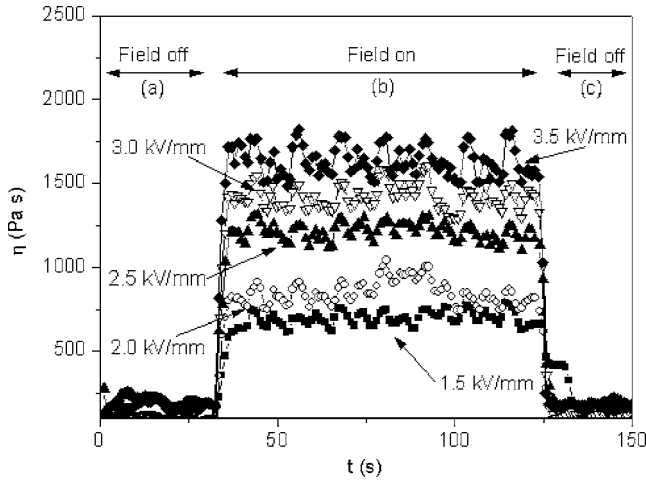 2500
2000
1500
1000
500
η (Pa s)
Field off
(a)
Field on
(b)
Field off
(c)
3.0 kV/mm
3.5 kV/mm
2.5 kV/mm
2.0 kV/mm
1.5 kV/mm
0
50
100
150
t (s)